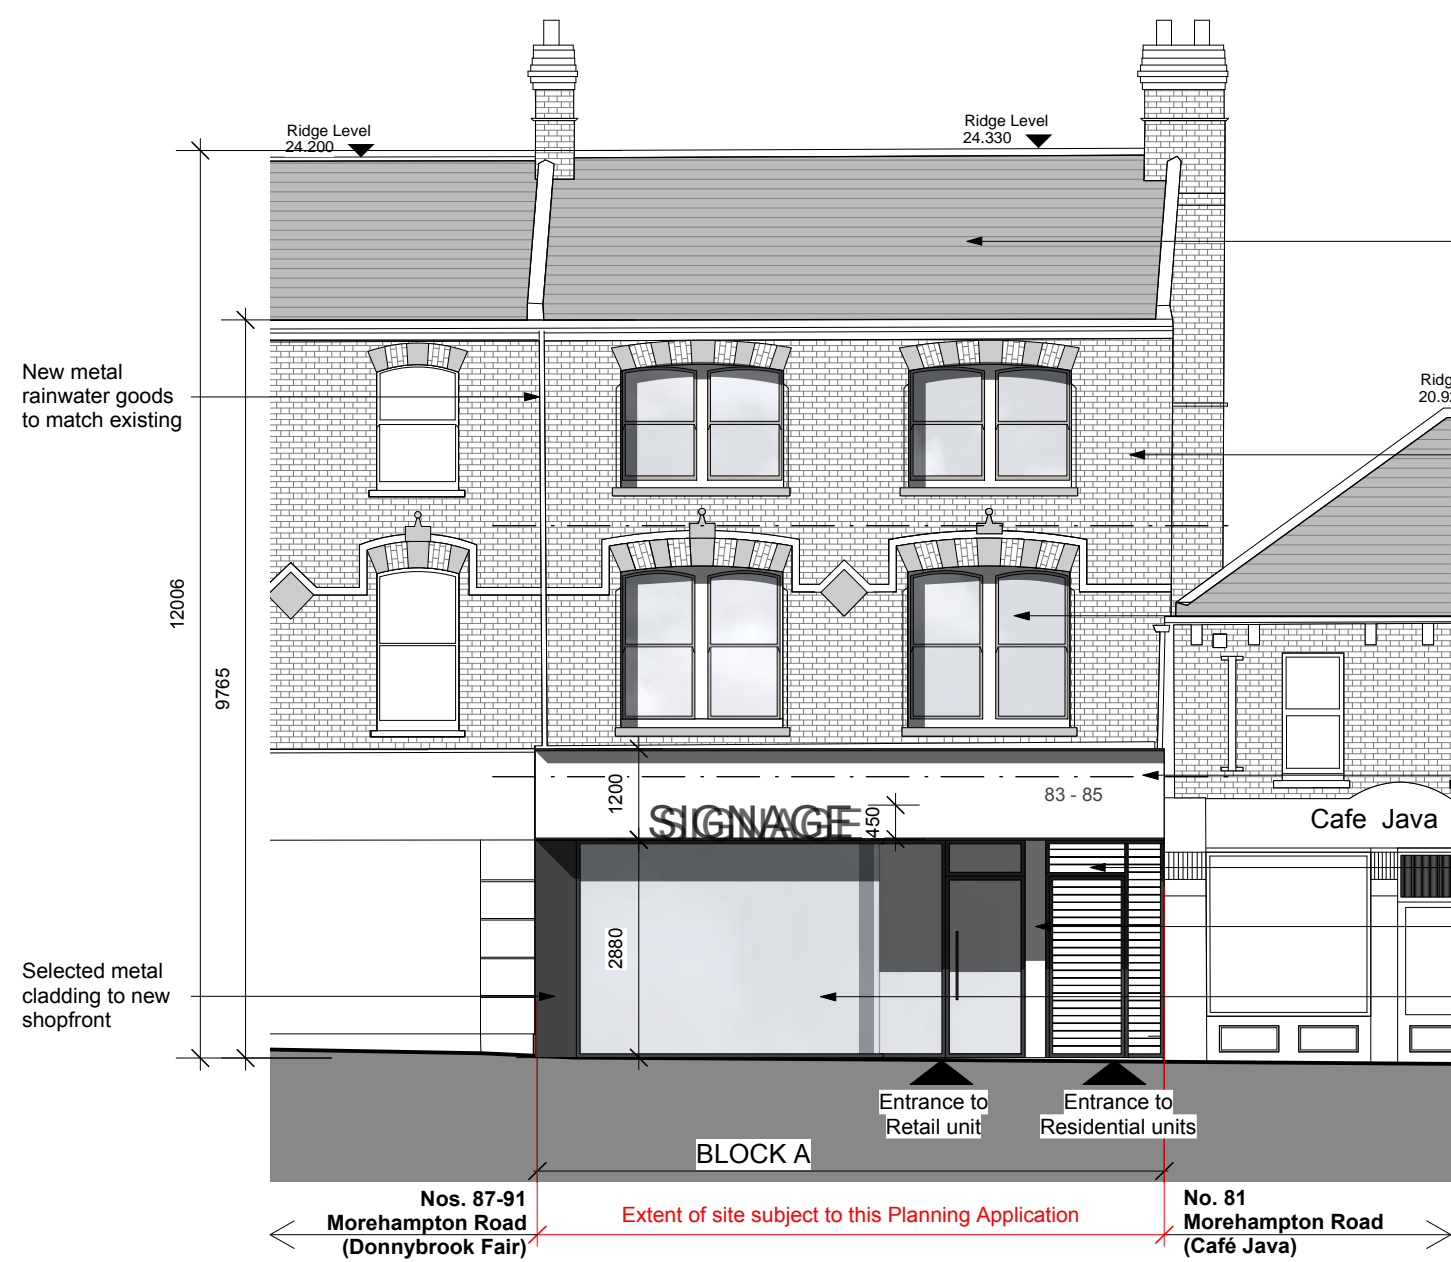 Ridge Level
24.200
Ridge Level
24.330
New metal
rainwater goods
to match existing
12006
9765
1200
SIGNAGE
450
83 - 85
Cafe Java
2880
Selected metal
cladding to new
shopfront
Entrance to
Retail unit
Entrance to
Residential units
BLOCK A
Nos. 87-91
Morehampton Road
(Donnybrook Fair)
Extent of site subject to this Planning Application
No. 81
Morehampton Road
(Café Java)